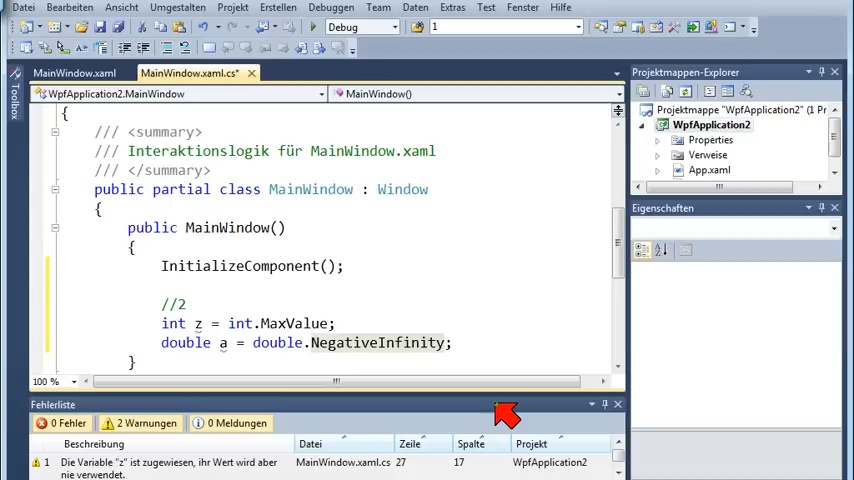 Datei Bearbeiten Ansicht Umgestalten Projekt Erstellen Debuggen Team Daten Extras Test Fenster Hilfe
Debug 1
MainWindow.xaml MainWindow.xaml.cs*
WpfApplication2.MainWindow MainWindow()
Toolbox
{
/// <summary>
/// Interaktionslogik für MainWindow.xaml
/// </summary>
public partial class MainWindow : Window
{
public MainWindow()
{
InitializeComponent();
//2
int z = int.MaxValue;
double a = double.NegativeInfinity;
}
100 %
Projektmappen-Explorer
Projektmappe "WpfApplication2" (1 Pr
WpfApplication2
Properties
Verweise
App.xaml
Eigenschaften
Fehlerliste
0 Fehler 2 Warnungen 0 Meldungen
Beschreibung Datei Zeile Spalte Projekt
1 Die Variable "z" ist zugewiesen, ihr Wert wird aber MainWindow.xaml.cs 27 17 WpfApplication2
nie verwendet.